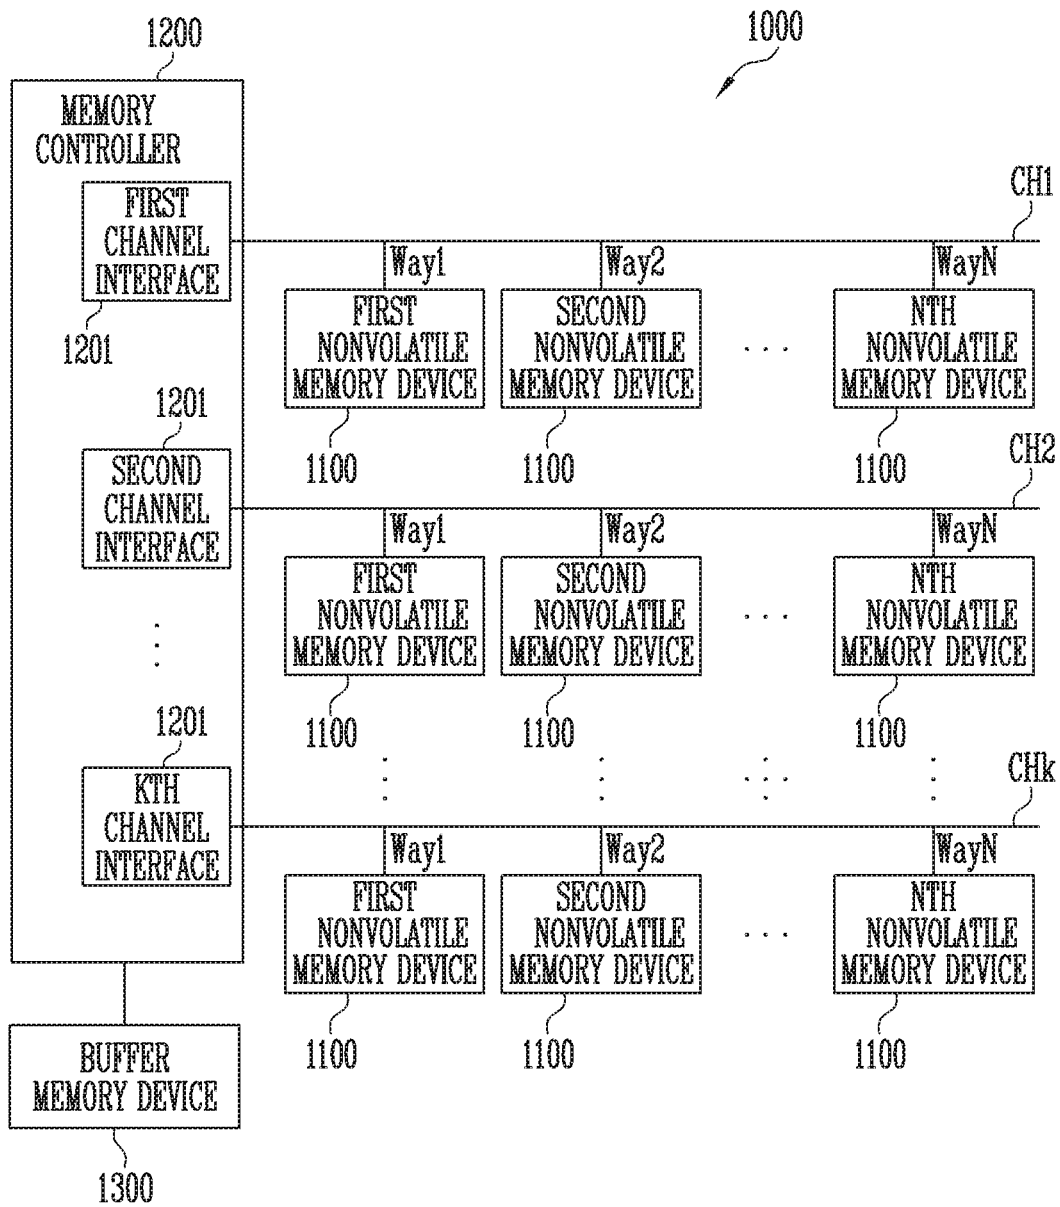 1000
1200
MEMORY
CONTROLLER
FIRST
CHANNEL
INTERFACE
1201
CH1
Way1
Way2
WayN
FIRST
NONVOLATILE
MEMORY DEVICE
SECOND
NONVOLATILE
MEMORY DEVICE
. . .
NTH
NONVOLATILE
MEMORY DEVICE
1100
1100
1100
1201
SECOND
CHANNEL
INTERFACE
CH2
Way1
Way2
WayN
FIRST
NONVOLATILE
MEMORY DEVICE
SECOND
NONVOLATILE
MEMORY DEVICE
. . .
NTH
NONVOLATILE
MEMORY DEVICE
1100
1100
1100
1201
KTH
CHANNEL
INTERFACE
CHk
Way1
Way2
WayN
FIRST
NONVOLATILE
MEMORY DEVICE
SECOND
NONVOLATILE
MEMORY DEVICE
. . .
NTH
NONVOLATILE
MEMORY DEVICE
1100
1100
1100
BUFFER
MEMORY DEVICE
1300